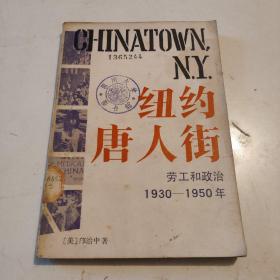 CHINATOWN,
N.Y.
1365244
纽约
唐人街
劳工和政治
1930—1950年
[美]邝治中著